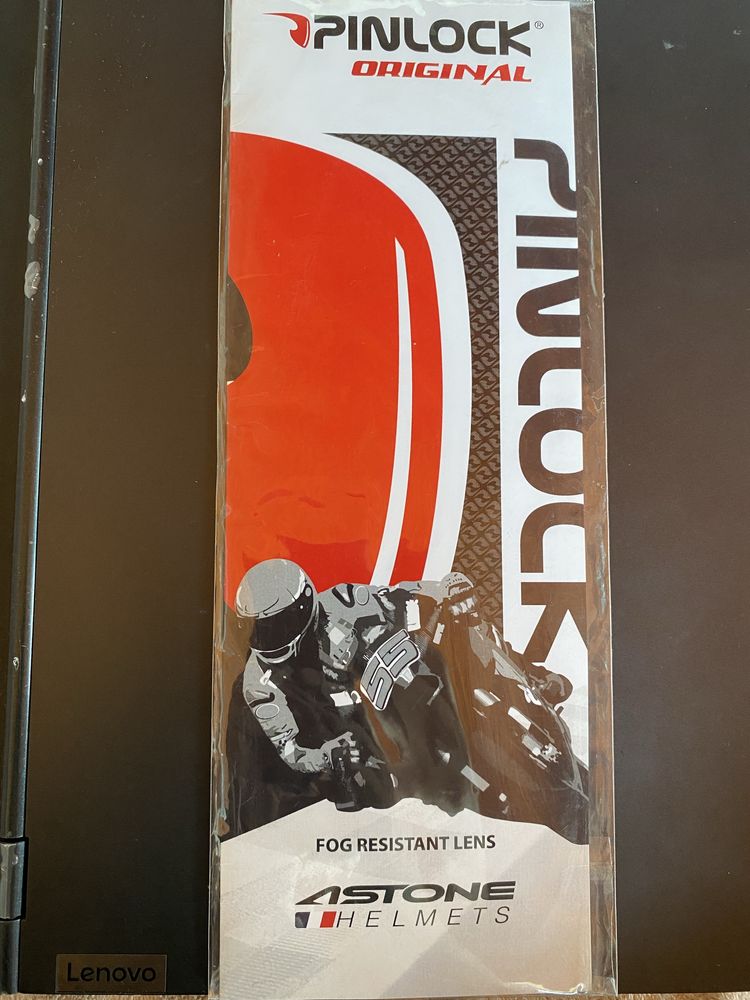 PINLOCK®
ORIGINAL
PINLOCK
55
FOG RESISTANT LENS
ASTONE
HELMETS
Lenovo